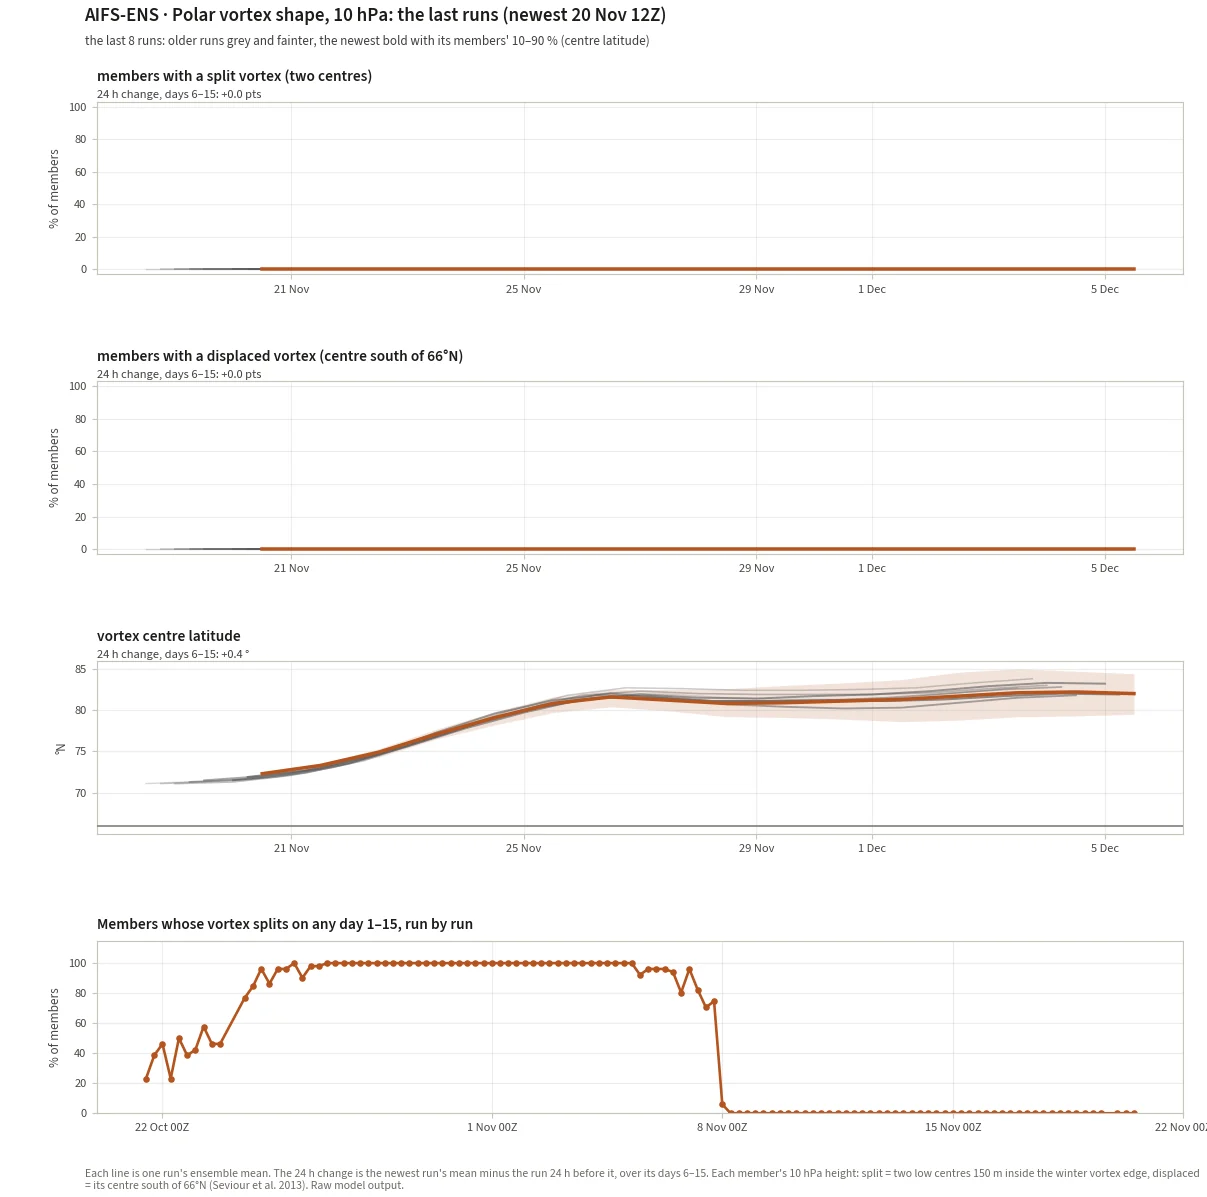 AIFS-ENS · Polar vortex shape, 10 hPa: the last runs (newest 20 Nov 12Z)
the last 8 runs: older runs grey and fainter, the newest bold with its members' 10–90 % (centre latitude)
members with a split vortex (two centres)
24 h change, days 6–15: +0.0 pts
100
80
60
40
20
0
% of members
21 Nov
25 Nov
29 Nov
1 Dec
5 Dec
members with a displaced vortex (centre south of 66°N)
24 h change, days 6–15: +0.0 pts
100
80
60
40
20
0
% of members
21 Nov
25 Nov
29 Nov
1 Dec
5 Dec
vortex centre latitude
24 h change, days 6–15: +0.4 °
85
80
75
70
°N
21 Nov
25 Nov
29 Nov
1 Dec
5 Dec
Members whose vortex splits on any day 1–15, run by run
100
80
60
40
20
0
% of members
22 Oct 00Z
1 Nov 00Z
8 Nov 00Z
15 Nov 00Z
22 Nov 00Z
Each line is one run's ensemble mean. The 24 h change is the newest run's mean minus the run 24 h before it, over its days 6–15. Each member's 10 hPa height: split = two low centres 150 m inside the winter vortex edge, displaced
= its centre south of 66°N (Seviour et al. 2013). Raw model output.